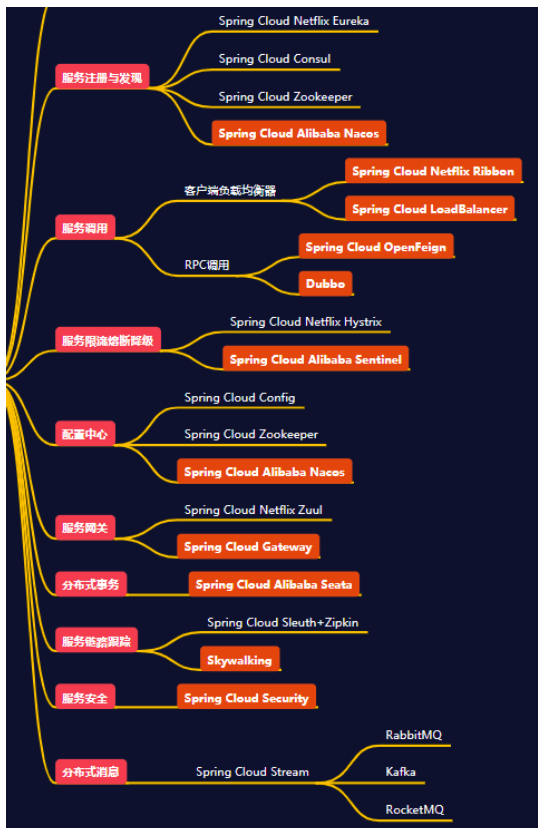 服务注册与发现
Spring Cloud Netflix Eureka
Spring Cloud Consul
Spring Cloud Zookeeper
Spring Cloud Alibaba Nacos
服务调用
客户端负载均衡器
Spring Cloud Netflix Ribbon
Spring Cloud LoadBalancer
RPC调用
Spring Cloud OpenFeign
Dubbo
服务限流熔断降级
Spring Cloud Netflix Hystrix
Spring Cloud Alibaba Sentinel
配置中心
Spring Cloud Config
Spring Cloud Zookeeper
Spring Cloud Alibaba Nacos
服务网关
Spring Cloud Netflix Zuul
Spring Cloud Gateway
分布式事务
Spring Cloud Alibaba Seata
服务链路跟踪
Spring Cloud Sleuth+Zipkin
Skywalking
服务安全
Spring Cloud Security
分布式消息
Spring Cloud Stream
RabbitMQ
Kafka
RocketMQ